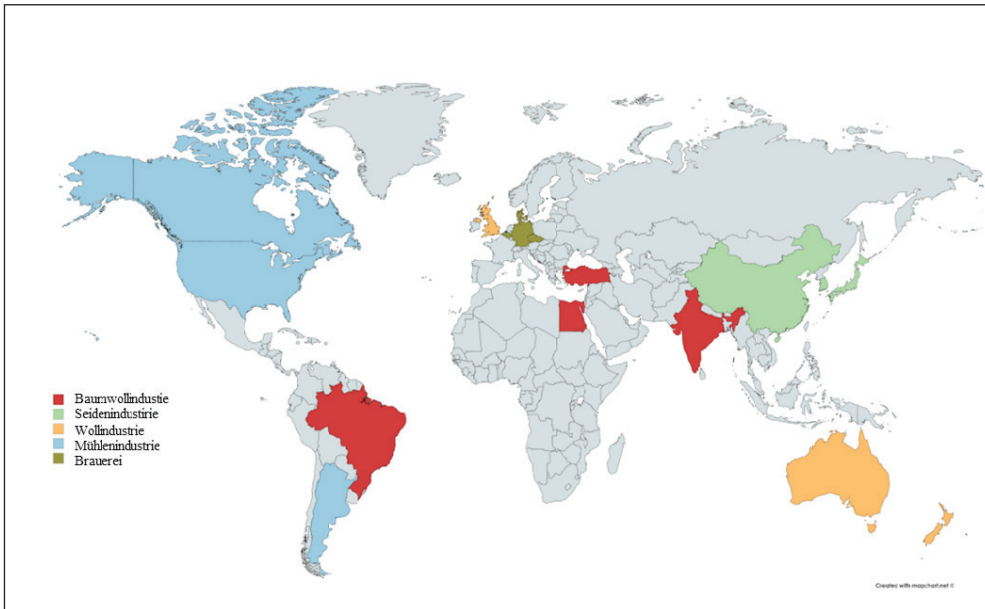 Baumwollindustie
Seidenindustirie
Wollindustrie
Mühlenindustrie
Brauerei
Created with mapchart.net ©